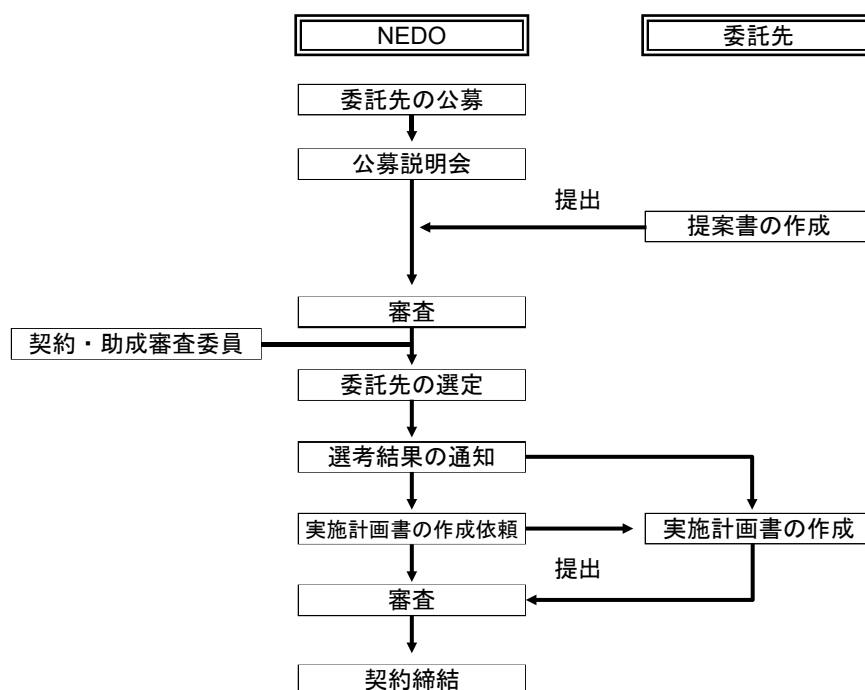 NEDO
委託先
委託先の公募
公募説明会
提出
提案書の作成
審査
契約・助成審査委員
委託先の選定
選考結果の通知
実施計画書の作成依頼
実施計画書の作成
提出
審査
契約締結